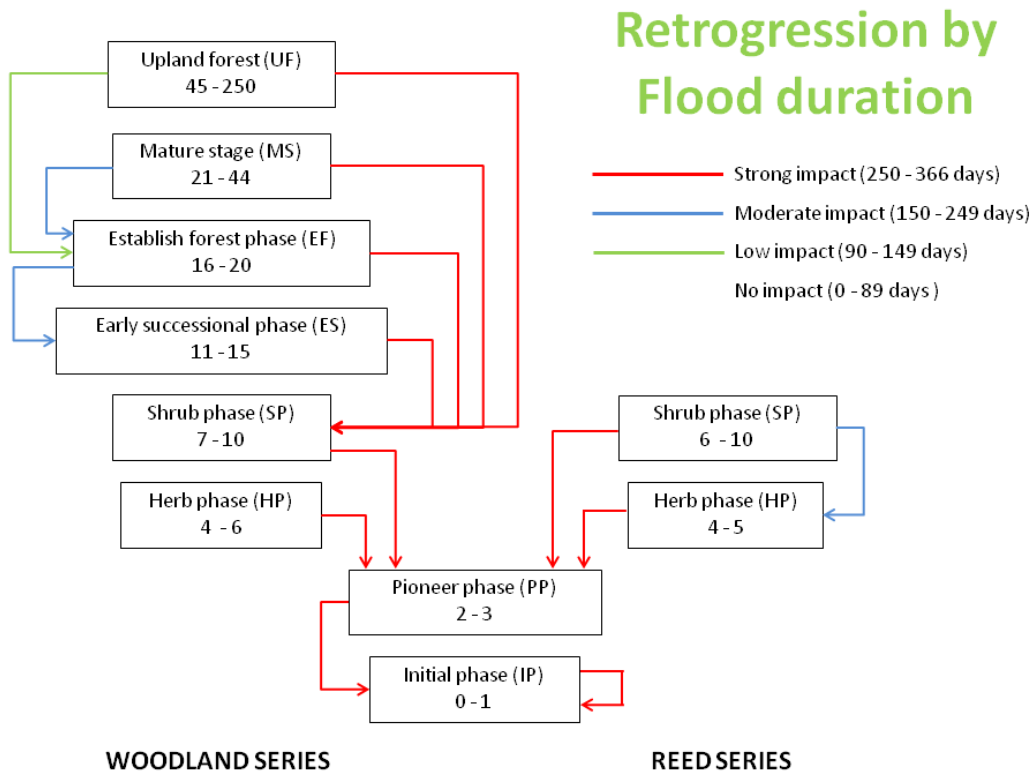 Retrogression by
Flood duration
Upland forest (UF)
45 - 250
Mature stage (MS)
21 - 44
Establish forest phase (EF)
16 - 20
Early successional phase (ES)
11 - 15
Shrub phase (SP)
7 - 10
Herb phase (HP)
4 - 6
Strong impact (250 - 366 days)
Moderate impact (150 - 249 days)
Low impact (90 - 149 days)
No impact (0 - 89 days )
Shrub phase (SP)
6 - 10
Herb phase (HP)
4 - 5
Pioneer phase (PP)
2 - 3
Initial phase (IP)
0 - 1
WOODLAND SERIES
REED SERIES